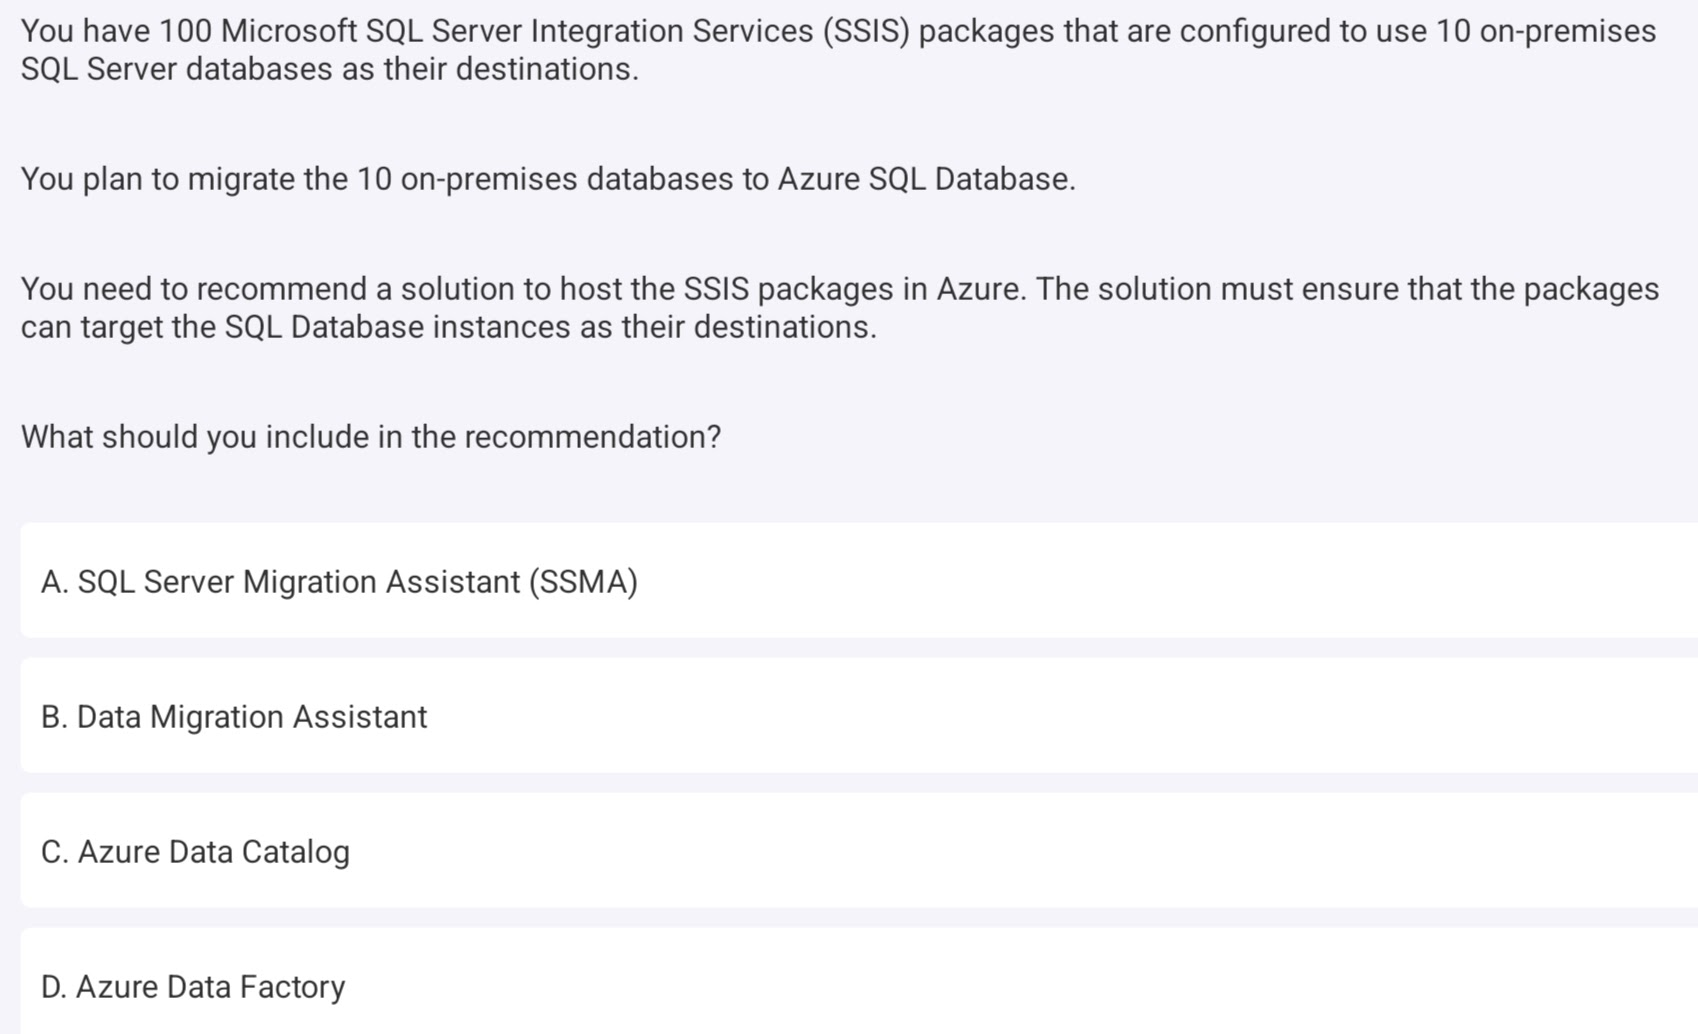 You have 100 Microsoft SQL Server Integration Services (SSIS) packages that are configured to use 10 on-premises
SQL Server databases as their destinations.
You plan to migrate the 10 on-premises databases to Azure SQL Database.
You need to recommend a solution to host the SSIS packages in Azure. The solution must ensure that the packages
can target the SQL Database instances as their destinations.
What should you include in the recommendation?
A. SQL Server Migration Assistant (SSMA)
B. Data Migration Assistant
C. Azure Data Catalog
D. Azure Data Factory